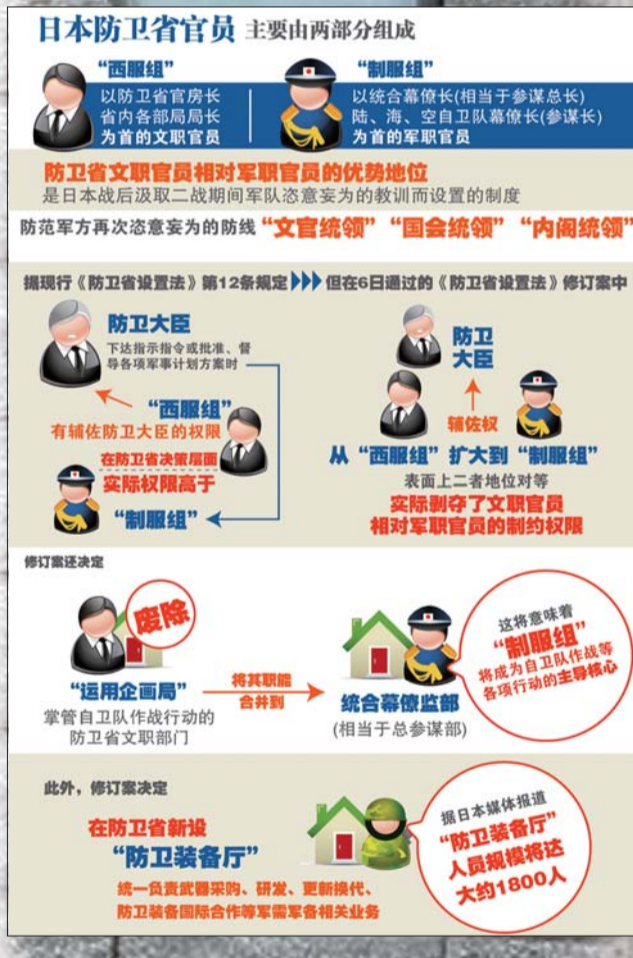 日本防卫省官员 主要由两部分组成
“西服组”
以防卫省官房长
省内各部局局长
为首的文职官员
“制服组”
以统合幕僚长(相当于参谋总长)
陆、海、空自卫队幕僚长(参谋长)
为首的军职官员
防卫省文职官员相对军职官员的优势地位
是日本战后汲取二战期间军队恣意妄为的教训而设置的制度
防范军方再次恣意妄为的防线 “文官统领” “国会统领” “内阁统领”
据现行《防卫省设置法》第12条规定
防卫大臣
下达指示指令或批准、督
导各项军事计划方案时
“西服组”
有辅佐防卫大臣的权限
在防卫省决策层面
实际权限高于
“制服组”
但在6日通过的《防卫省设置法》修订案中
防卫
大臣
辅佐权
从 “西服组” 扩大到 “制服组”
表面上二者地位对等
实际剥夺了文职官员
相对军职官员的制约权限
修订案还决定
废除
“运用企画局”
掌管自卫队作战行动的
防卫省文职部门
将其职能
合并到
统合幕僚监部
(相当于总参谋部)
这将意味着
“制服组”
将成为自卫队作战等
各项行动的主导核心
此外，修订案决定
在防卫省新设
“防卫装备厅”
统一负责武器采购、研发、更新换代、
防卫装备国际合作等军需军备相关业务
据日本媒体报道
“防卫装备厅”
人员规模将达
大约1800人